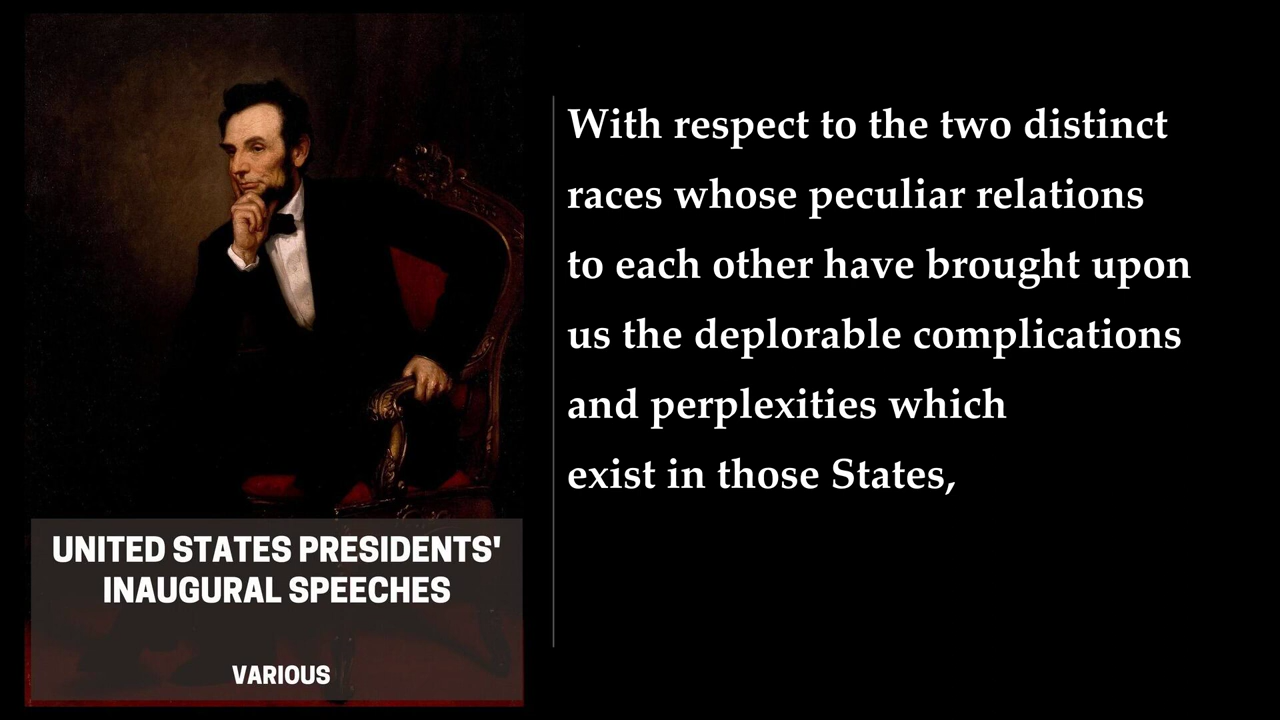 With respect to the two distinct
races whose peculiar relations
to each other have brought upon
us the deplorable complications
and perplexities which
exist in those States,
UNITED STATES PRESIDENTS'
INAUGURAL SPEECHES
VARIOUS